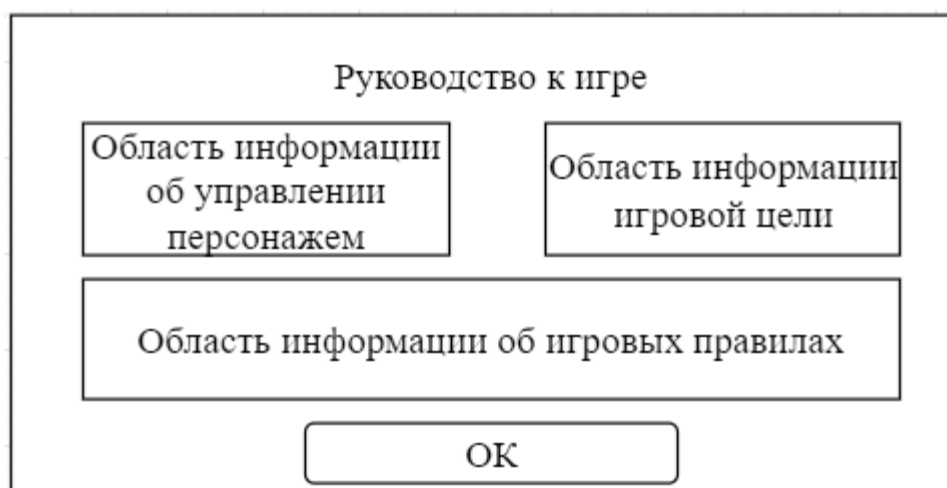 Руководство к игре
Область информации
об управлении
персонажем
Область информации
игровой цели
Область информации об игровых правилах
ОК